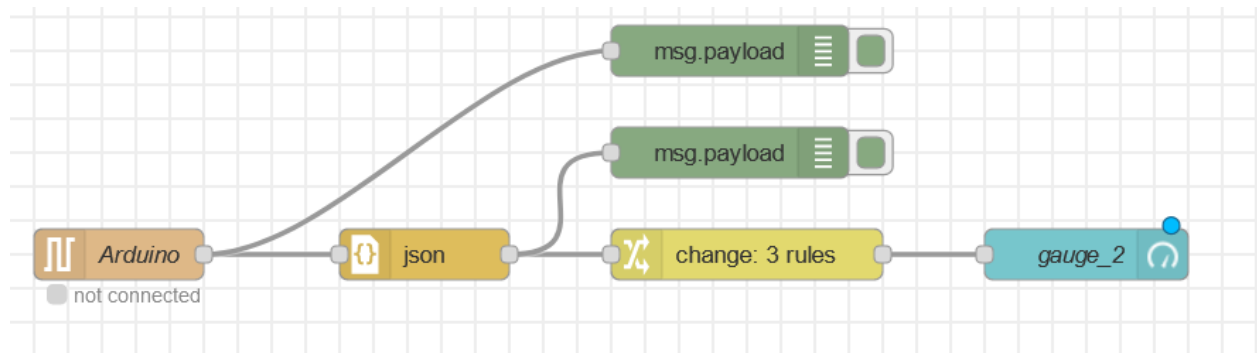 msg.payload
msg.payload
Arduino
{} json
change: 3 rules
gauge_2
not connected